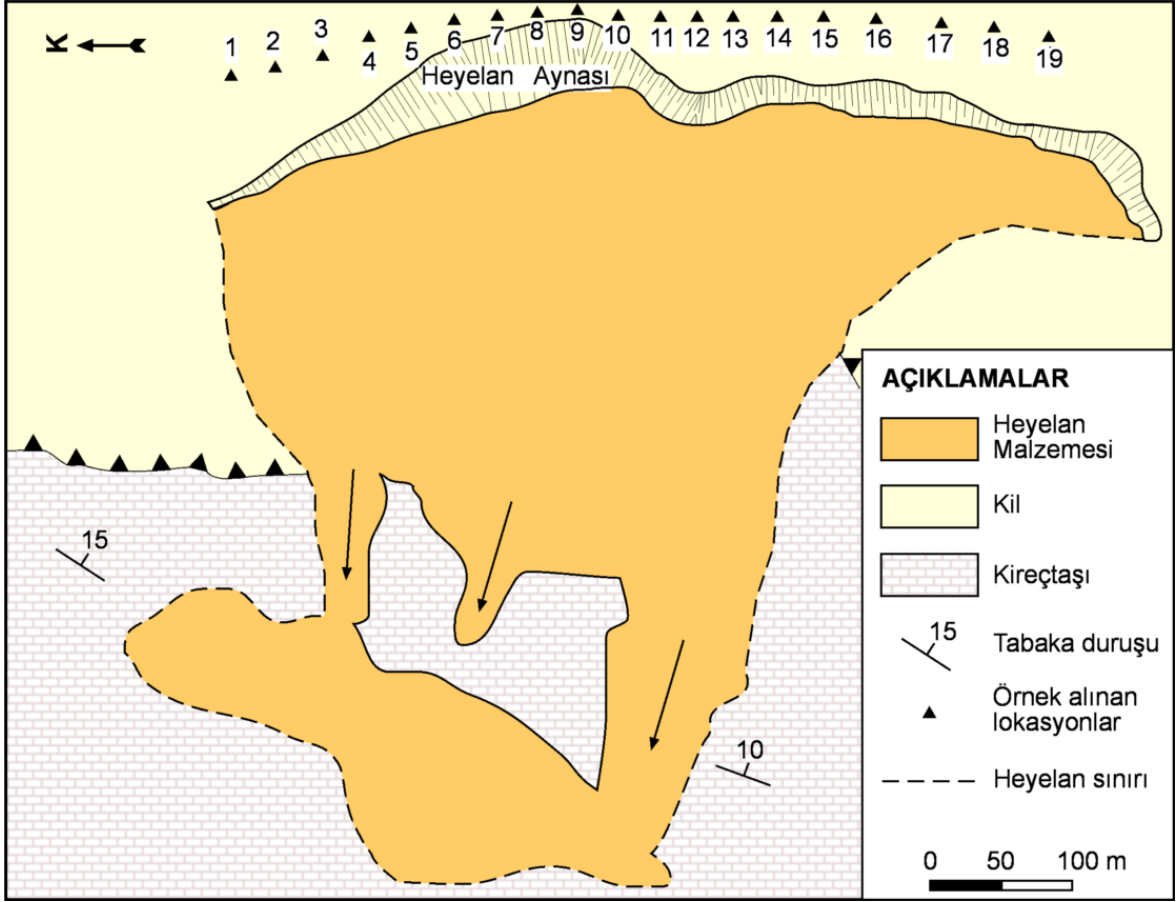 K
1 2 3 4 5 6 7 8 9 10 11 12 13 14 15 16 17 18 19
Heyelan Aynası
15
10
AÇIKLAMALAR
Heyelan
Malzemesi
Kil
Kireçtaşı
15
Tabaka duruşu
Örnek alınan
lokasyonlar
Heyelan sınırı
0 50 100 m